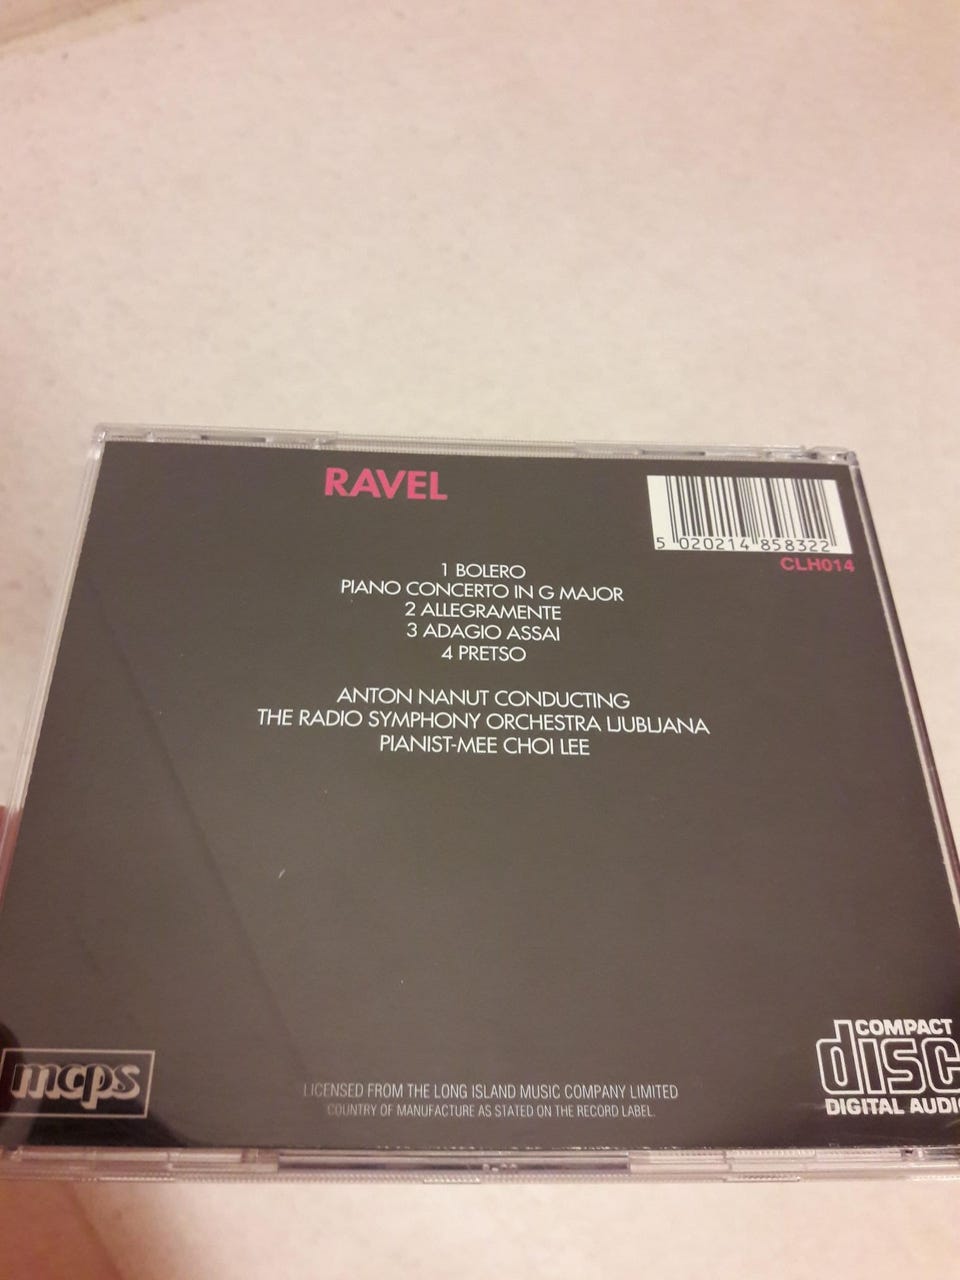 RAVEL
5 020214 858322
CLH014
1 BOLERO
PIANO CONCERTO IN G MAJOR
2 ALLEGRAMENTE
3 ADAGIO ASSAI
4 PRETSO
ANTON NANUT CONDUCTING
THE RADIO SYMPHONY ORCHESTRA LJUBLJANA
PIANIST-MEE CHOI LEE
mcps
LICENSED FROM THE LONG ISLAND MUSIC COMPANY LIMITED
COUNTRY OF MANUFACTURE AS STATED ON THE RECORD LABEL.
COMPACT
disc
DIGITAL AUDIO